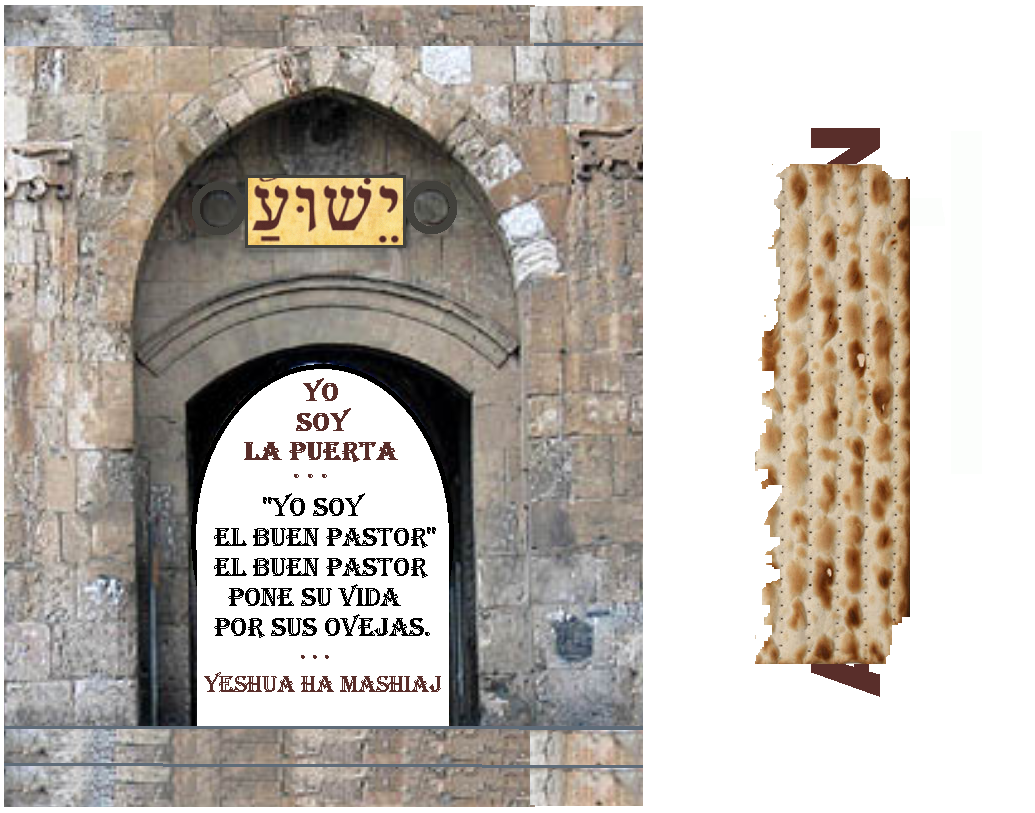 יֵשׁוּעַ
YO
SOY
LA PUERTA
...
"YO SOY
EL BUEN PASTOR"
EL BUEN PASTOR
PONE SU VIDA
POR SUS OVEJAS.
...
YESHUA HA MASHIAJ